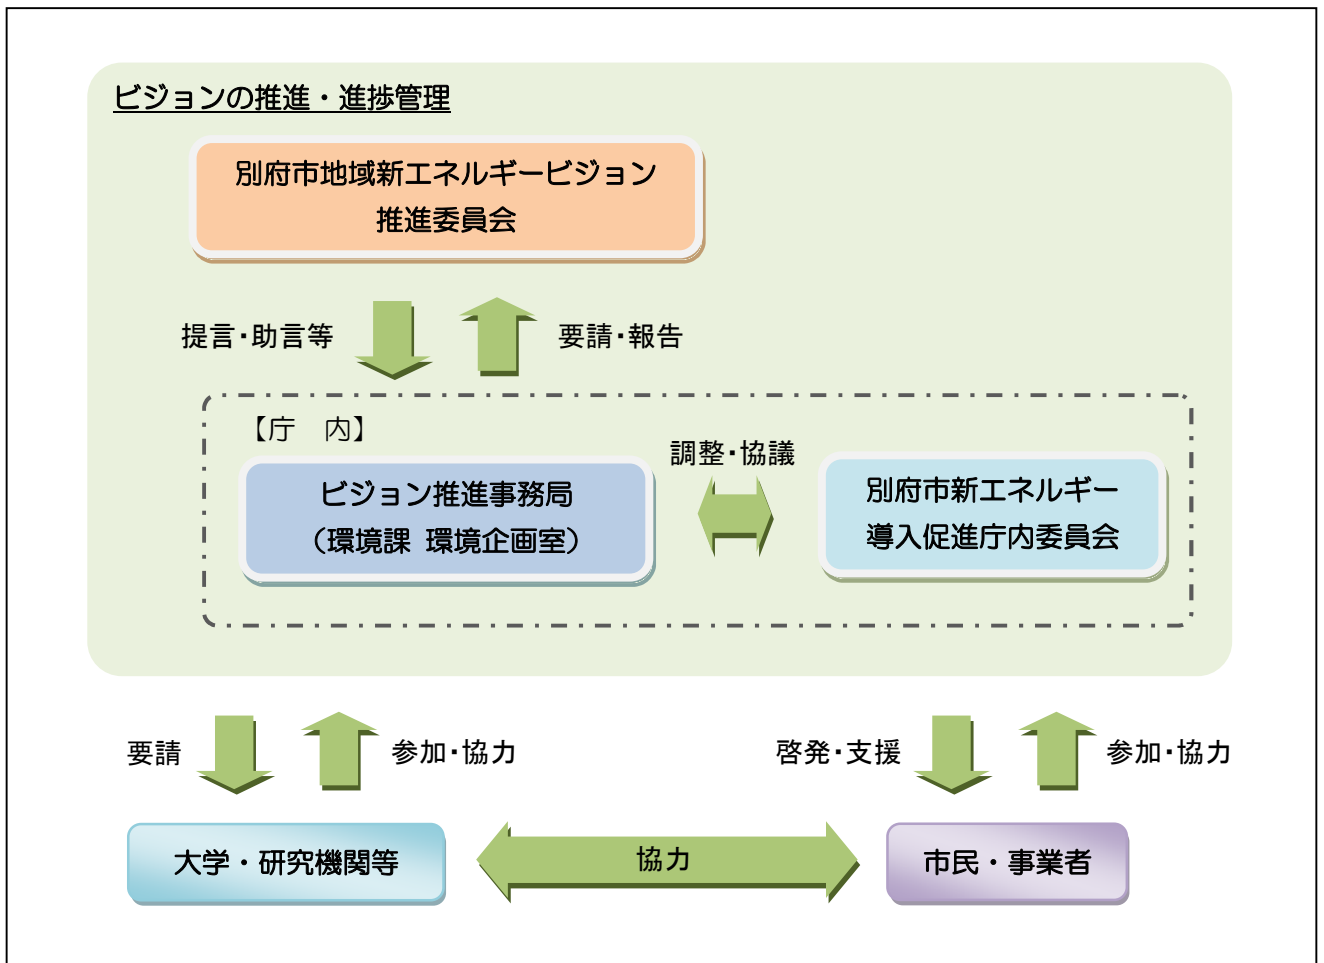 ビジョンの推進・進捗管理
別府市地域新エネルギービジョン
推進委員会
提言・助言等
要請・報告
【庁　内】
調整・協議
ビジョン推進事務局
（環境課 環境企画室）
別府市新エネルギー
導入促進庁内委員会
要請
参加・協力
啓発・支援
参加・協力
大学・研究機関等
協力
市民・事業者